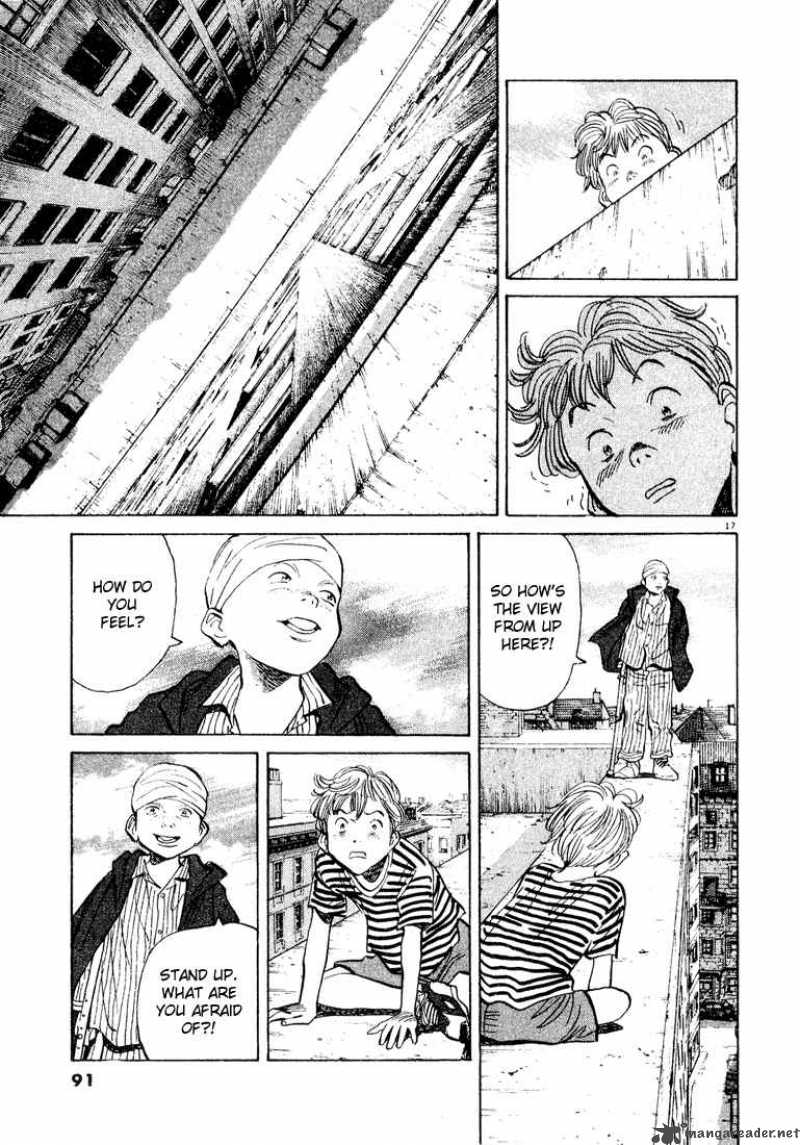 17
SO HOW'S
THE VIEW
FROM UP
HERE?!
HOW DO
YOU
FEEL?
STAND UP.
WHAT ARE
YOU AFRAID
OF?!
91
mangareader.net